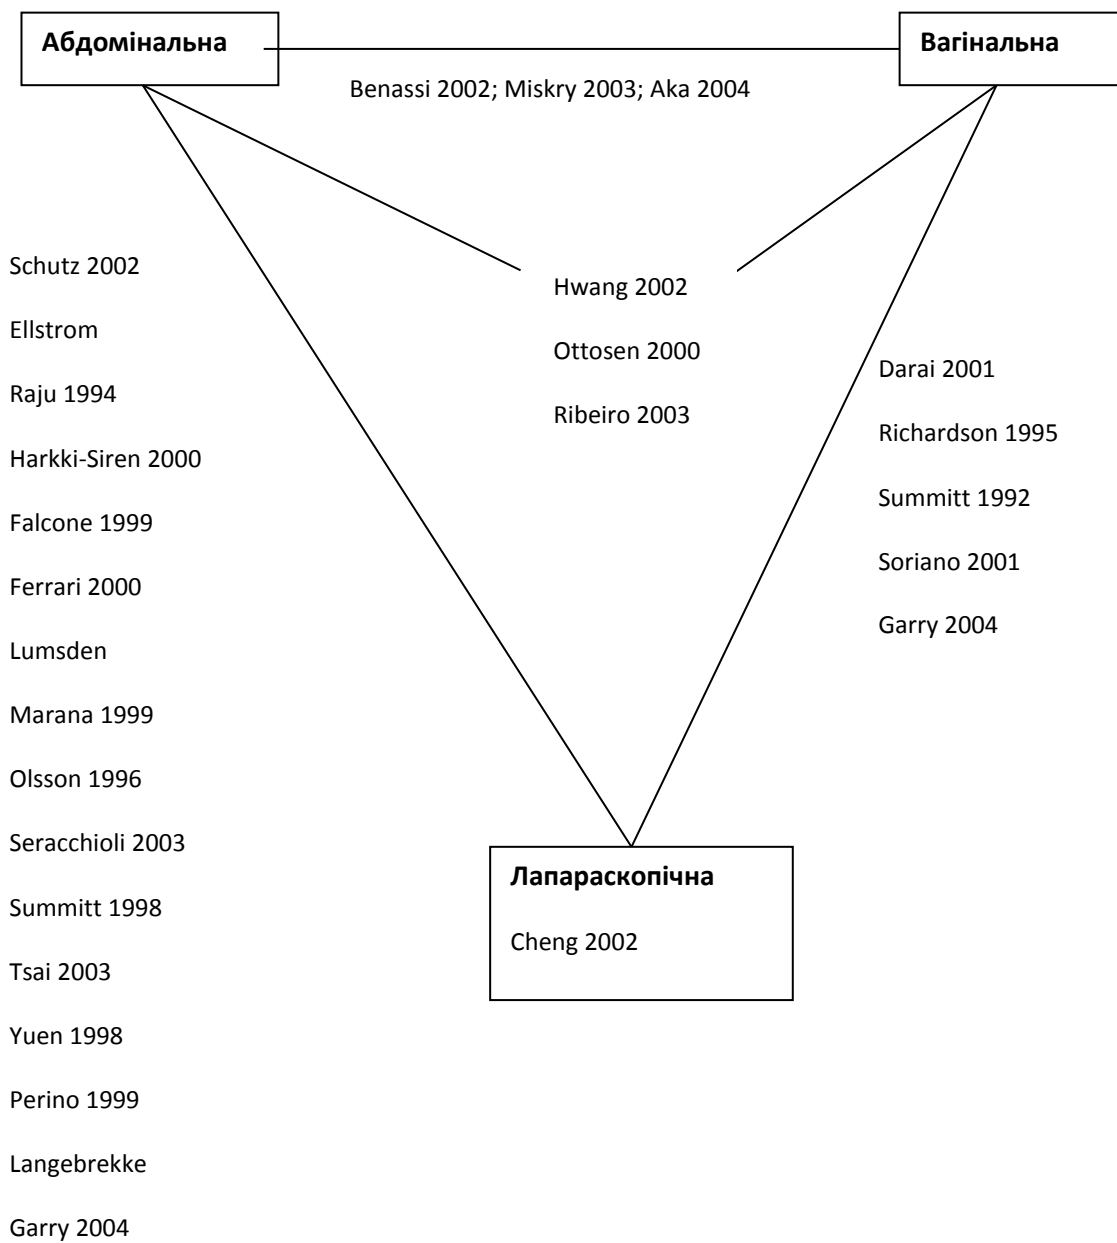 Абдомінальна
Вагінальна
Benassi 2002; Miskry 2003; Aka 2004
Schutz 2002
Ellstrom
Raju 1994
Harkki-Siren 2000
Falcone 1999
Ferrari 2000
Lumsden
Marana 1999
Olsson 1996
Seracchioli 2003
Summitt 1998
Tsai 2003
Yuen 1998
Perino 1999
Langebrekke
Garry 2004
Hwang 2002
Ottosen 2000
Ribeiro 2003
Darai 2001
Richardson 1995
Summitt 1992
Soriano 2001
Garry 2004
Лапараскопічна
Cheng 2002